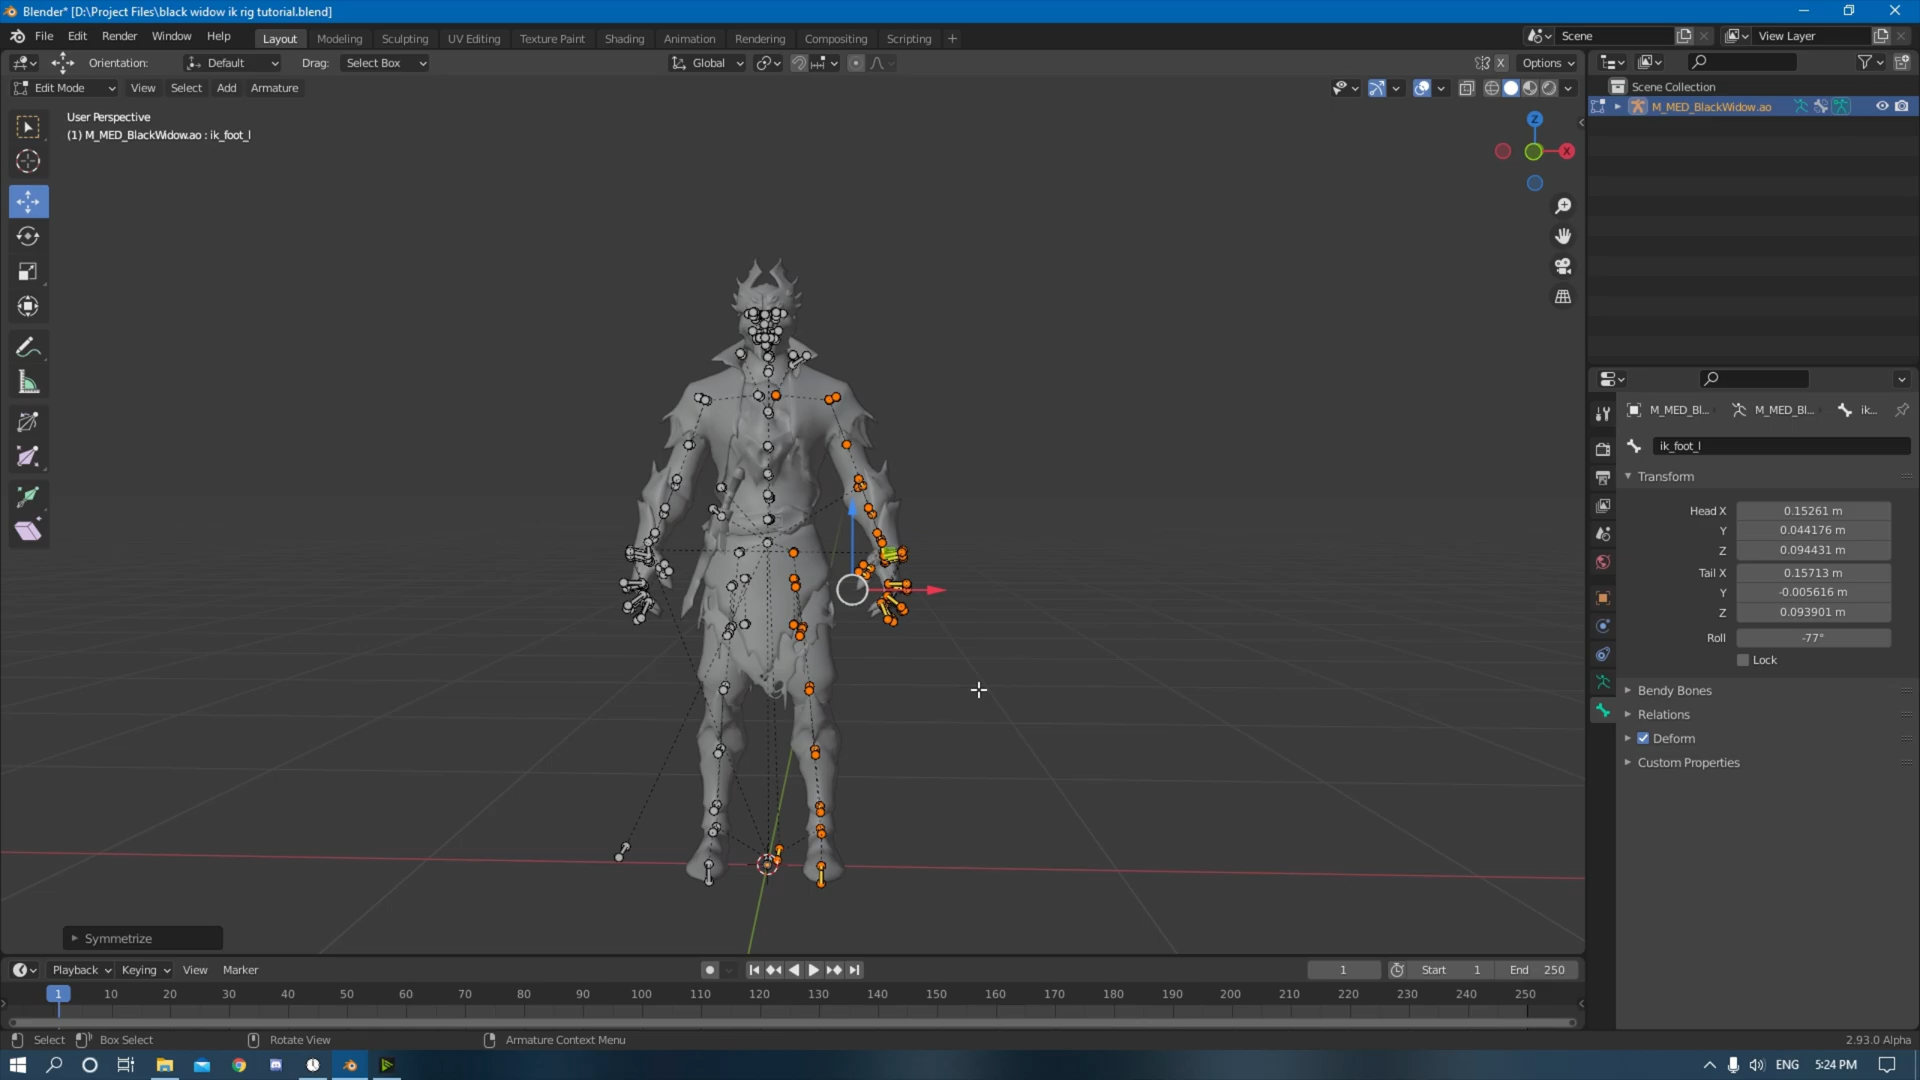 Blender* [D:\Project Files\black widow ik rig tutorial.blend]
File Edit Render Window Help Layout Modeling Sculpting UV Editing Texture Paint Shading Animation Rendering Compositing Scripting + Scene View Layer
Orientation: Default Drag: Select Box Global X Options
Edit Mode View Select Add Armature
User Perspective
(1) M_MED_BlackWidow.ao : ik_foot_l
Z
X
Scene Collection
M_MED_BlackWidow.ao
M_MED_Bl... M_MED_Bl... ik...
ik_foot_l
Transform
Head X 0.15261 m
Y 0.044176 m
Z 0.094431 m
Tail X 0.15713 m
Y -0.005616 m
Z 0.093901 m
Roll -77°
Lock
Bendy Bones
Relations
Deform
Custom Properties
Symmetrize
Playback Keying View Marker 1 Start 1 End 250
1 10 20 30 40 50 60 70 80 90 100 110 120 130 140 150 160 170 180 190 200 210 220 230 240 250
Select Box Select Rotate View Armature Context Menu 2.93.0 Alpha
ENG 5:24 PM